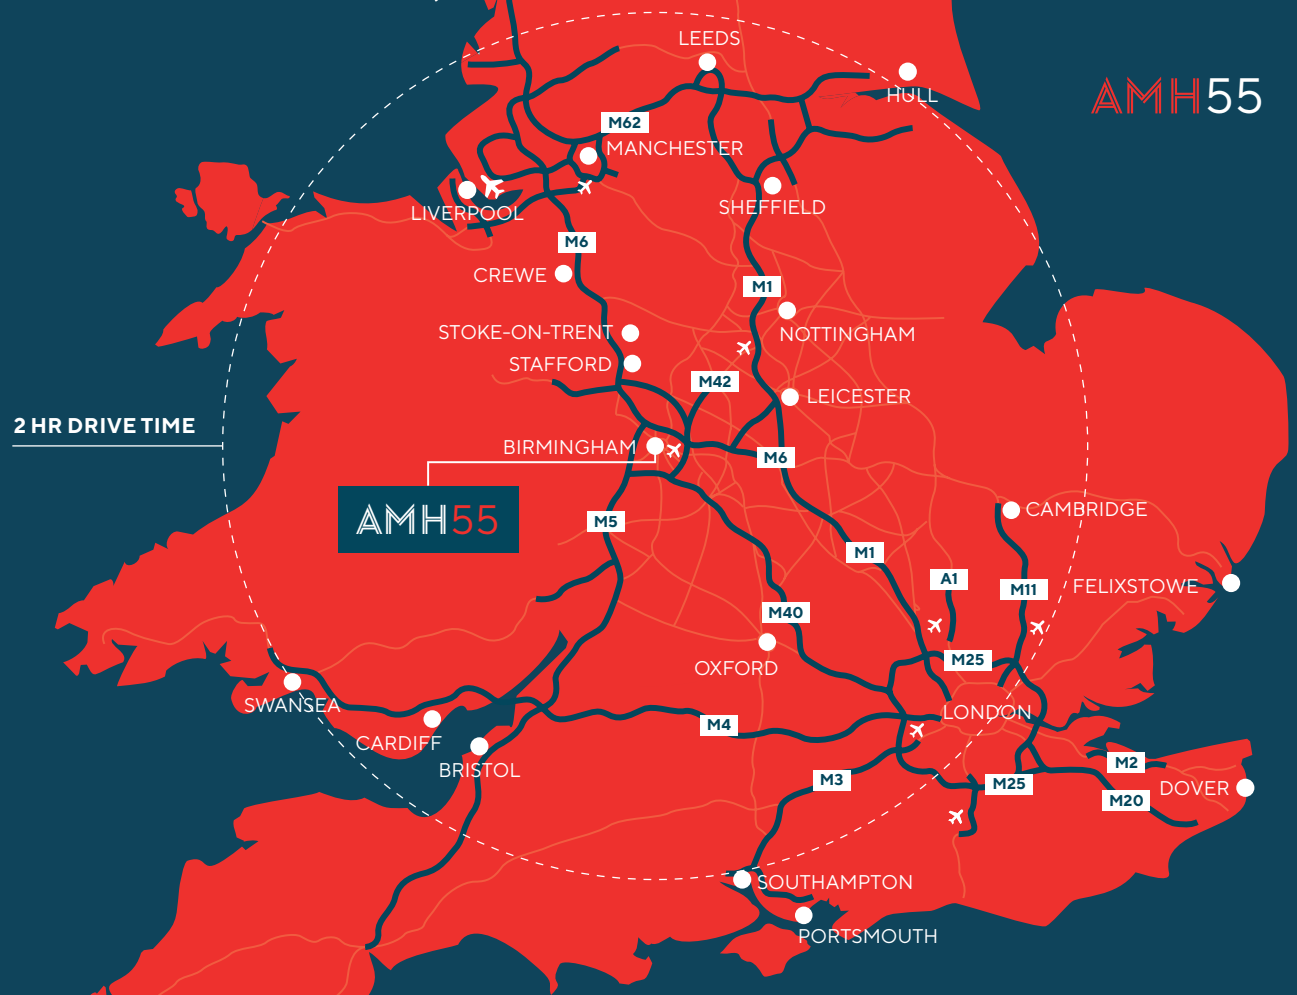 LEEDS
HULL
AMH55
M62
MANCHESTER
LIVERPOOL
SHEFFIELD
M6
CREWE
M1
STOKE-ON-TRENT
NOTTINGHAM
STAFFORD
M42
LEICESTER
2 HR DRIVE TIME
BIRMINGHAM
M6
AMH55
M5
CAMBRIDGE
M1
A1
M11
FELIXSTOWE
M40
OXFORD
M25
SWANSEA
LONDON
M4
CARDIFF
BRISTOL
M2
M3
M25
DOVER
M20
SOUTHAMPTON
PORTSMOUTH